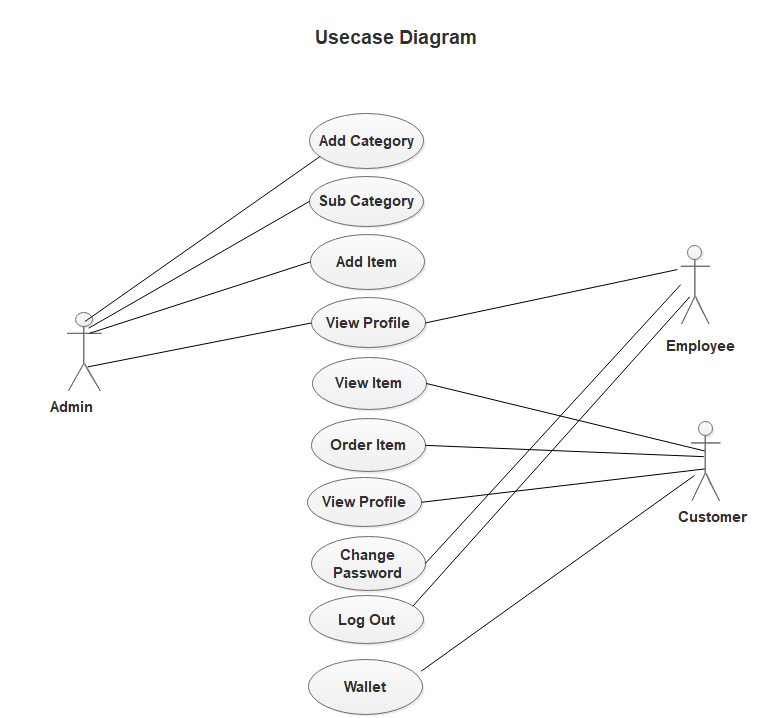 Usecase Diagram
Add Category
Sub Category
Add Item
View Profile
Employee
View Item
Admin
Order Item
View Profile
Customer
Change
Password
Log Out
Wallet